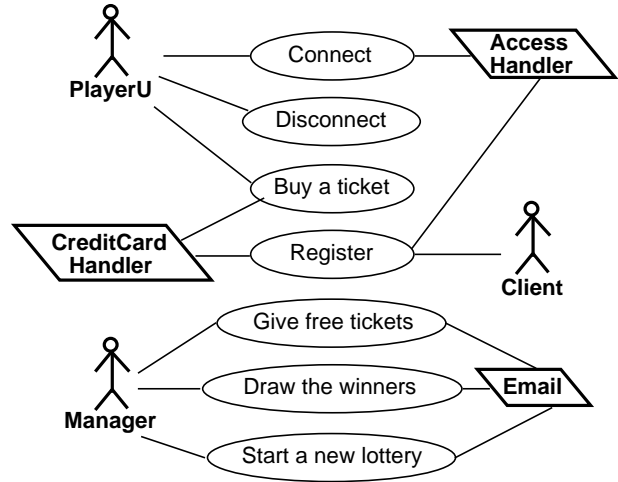 Connect
Access
Handler
PlayerU
Disconnect
Buy a ticket
CreditCard
Handler
Register
Client
Give free tickets
Draw the winners
Email
Manager
Start a new lottery